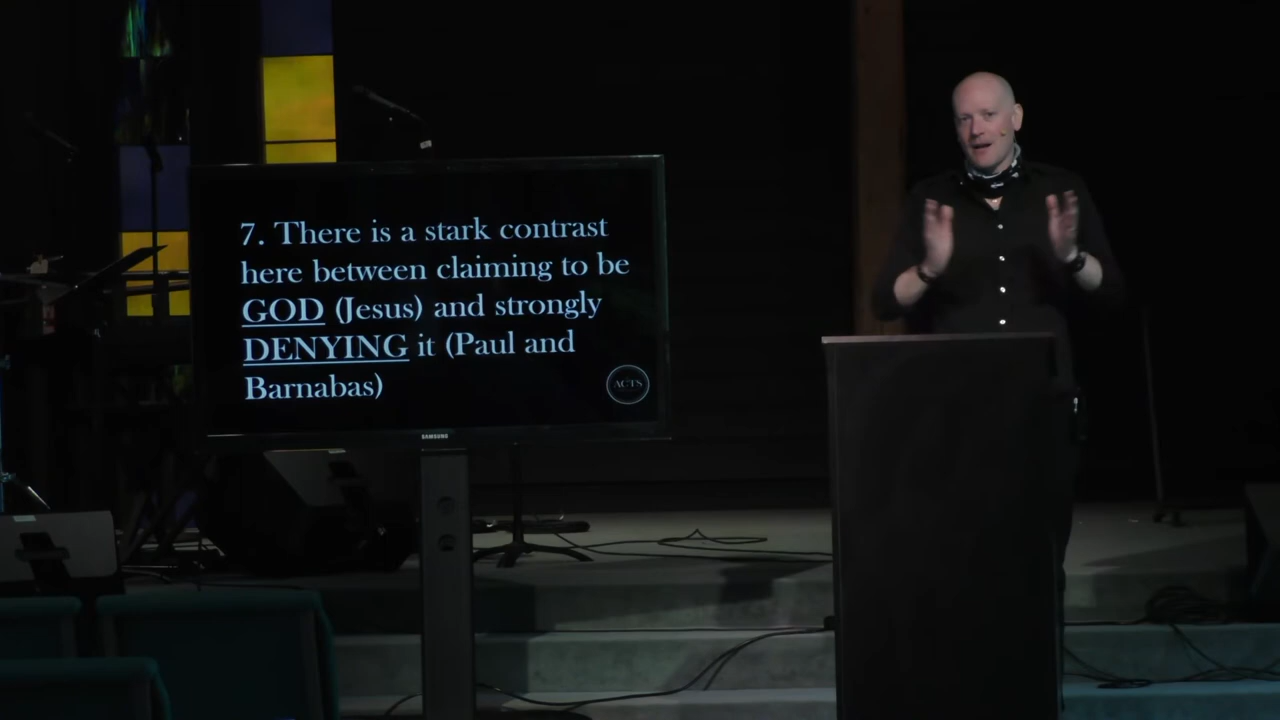 7. There is a stark contrast
here between claiming to be
GOD (Jesus) and strongly
DENYING it (Paul and
Barnabas)
ACTS
SAMSUNG